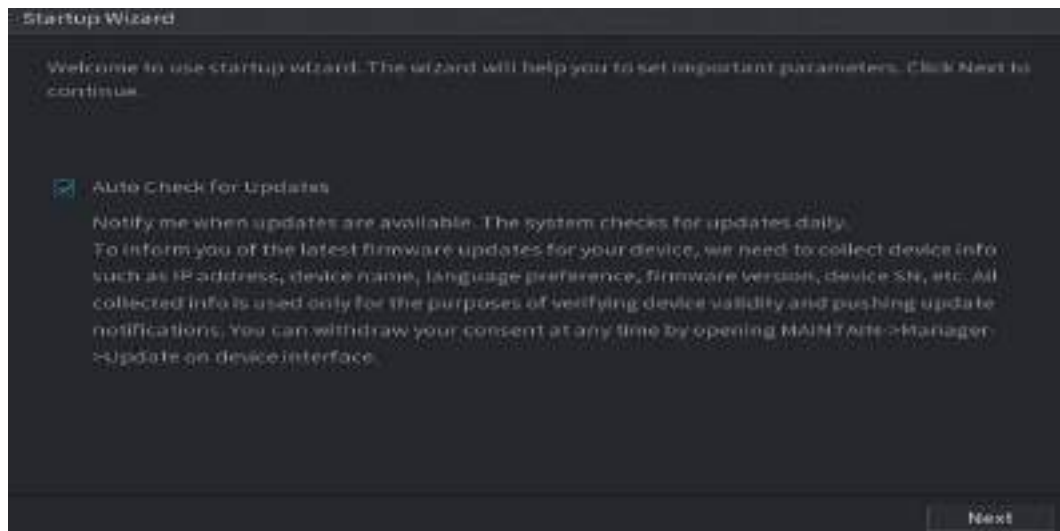 Startup Wizard
Welcome to use startup wizard. The wizard will help you to set important parameters. Click Next to
continue.
Auto Check for Updates
Notify me when updates are available. The system checks for updates daily.
To inform you of the latest firmware updates for your device, we need to collect device info
such as IP address, device name, language preference, firmware version, device SN, etc. All
collected info is used only for the purposes of verifying device validity and pushing update
notifications. You can withdraw your consent at any time by opening MAINTAIN->Manager-
>Update on device interface.
Next